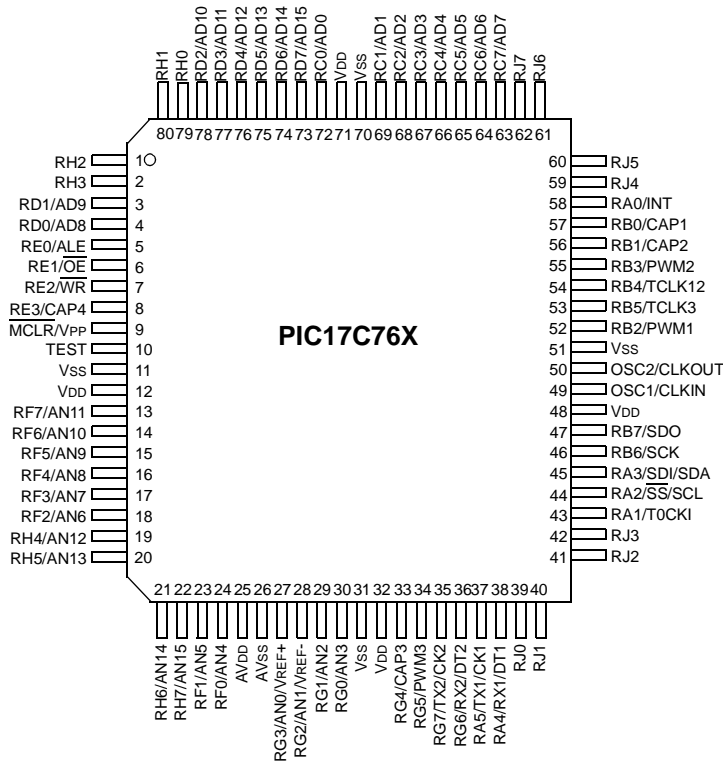 RH1
RH0
RD2/AD10
RD3/AD11
RD4/AD12
RD5/AD13
RD6/AD14
RD7/AD15
RC0/AD0
VDD
VSS
RC1/AD1
RC2/AD2
RC3/AD3
RC4/AD4
RC5/AD5
RC6/AD6
RC7/AD7
RJ7
RJ6
80 79 78 77 76 75 74 73 72 71 70 69 68 67 66 65 64 63 62 61
RH2 1
RH3 2
RD1/AD9 3
RD0/AD8 4
RE0/ALE 5
RE1/OE 6
RE2/WR 7
RE3/CAP4 8
MCLR/VPP 9
TEST 10
VSS 11
VDD 12
RF7/AN11 13
RF6/AN10 14
RF5/AN9 15
RF4/AN8 16
RF3/AN7 17
RF2/AN6 18
RH4/AN12 19
RH5/AN13 20
PIC17C76X
60 RJ5
59 RJ4
58 RA0/INT
57 RB0/CAP1
56 RB1/CAP2
55 RB3/PWM2
54 RB4/TCLK12
53 RB5/TCLK3
52 RB2/PWM1
51 VSS
50 OSC2/CLKOUT
49 OSC1/CLKIN
48 VDD
47 RB7/SDO
46 RB6/SCK
45 RA3/SDI/SDA
44 RA2/SS/SCL
43 RA1/T0CKI
42 RJ3
41 RJ2
21 22 23 24 25 26 27 28 29 30 31 32 33 34 35 36 37 38 39 40
RH6/AN14
RH7/AN15
RF1/AN5
RF0/AN4
AVDD
AVSS
RG3/AN0/VREF+
RG2/AN1/VREF-
RG1/AN2
RG0/AN3
VSS
VDD
RG4/CAP3
RG5/PWM3
RG7/TX2/CK2
RG6/RX2/DT2
RA5/TX1/CK1
RA4/RX1/DT1
RJ0
RJ1